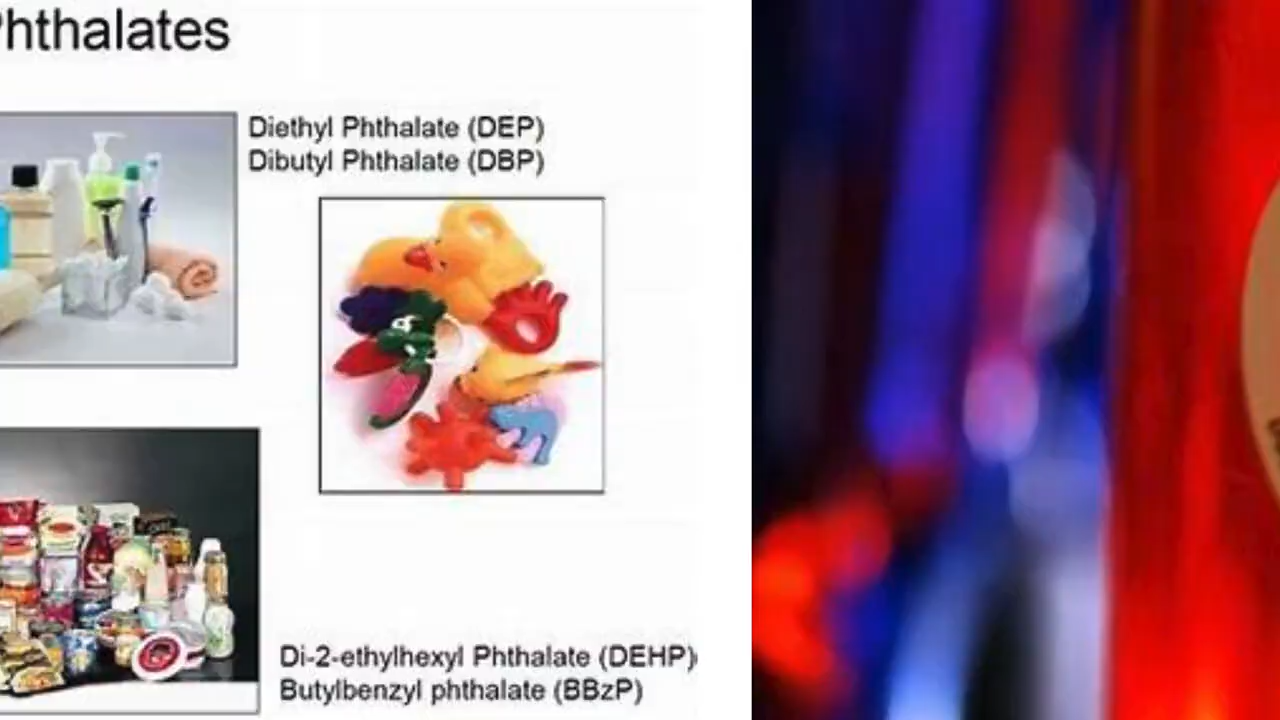 Phthalates
Diethyl Phthalate (DEP)
Dibutyl Phthalate (DBP)
Di-2-ethylhexyl Phthalate (DEHP)
Butylbenzyl phthalate (BBzP)